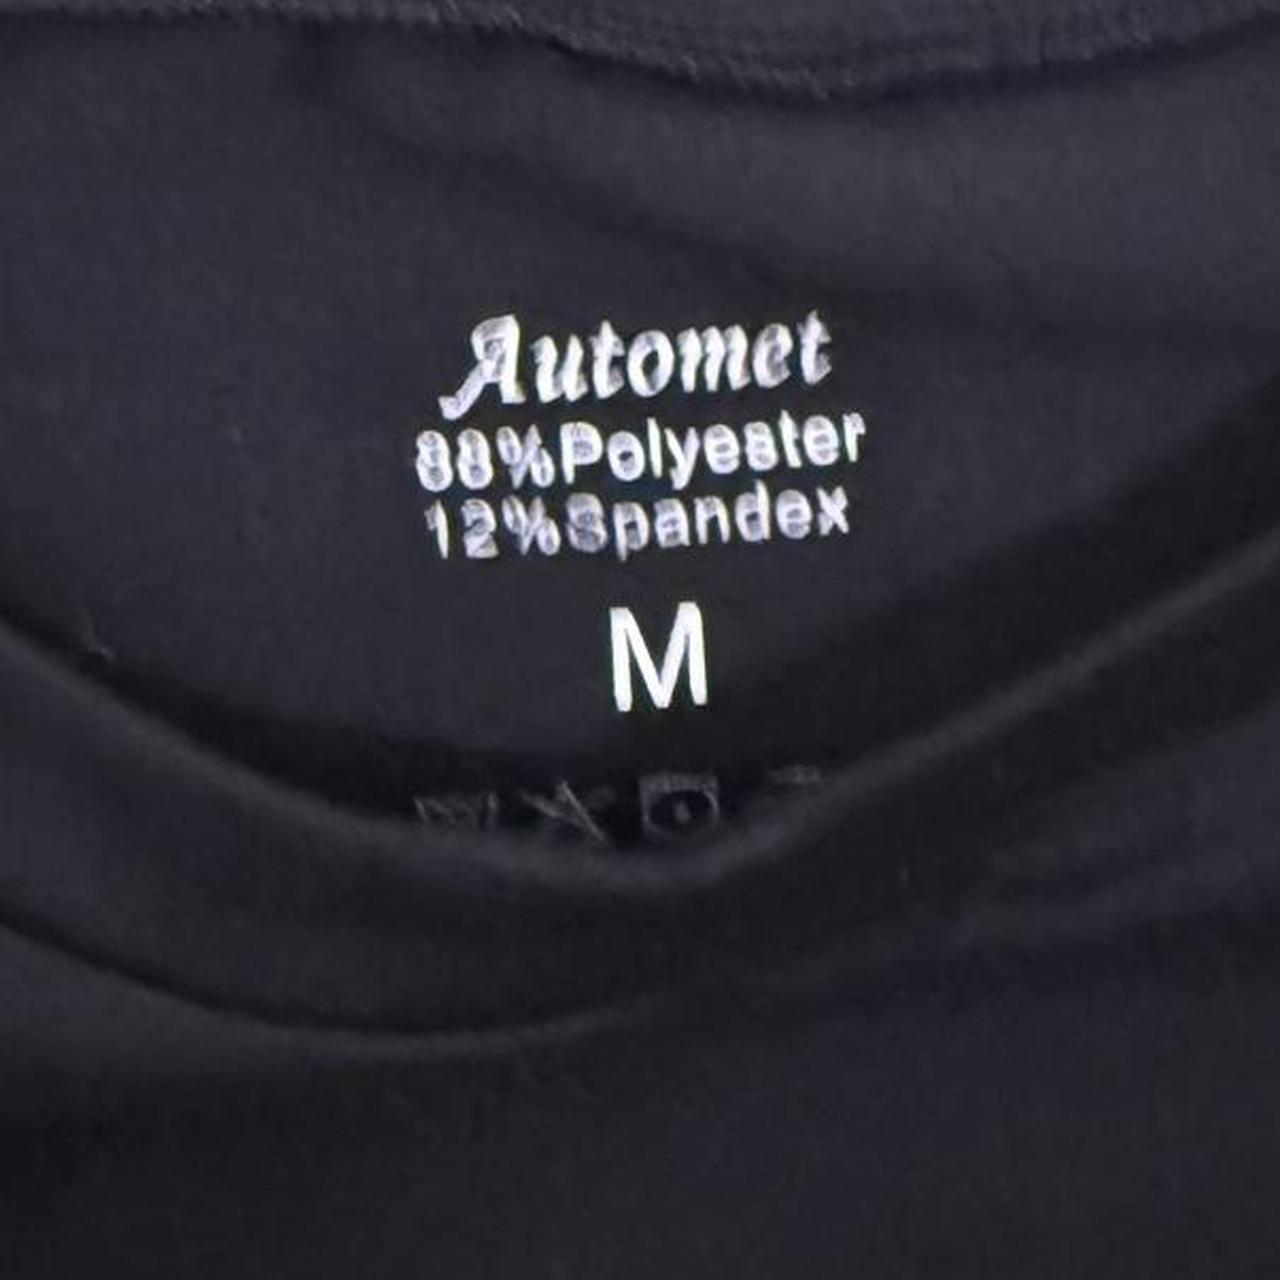 Automet
88%Polyester
12%Spandex
M